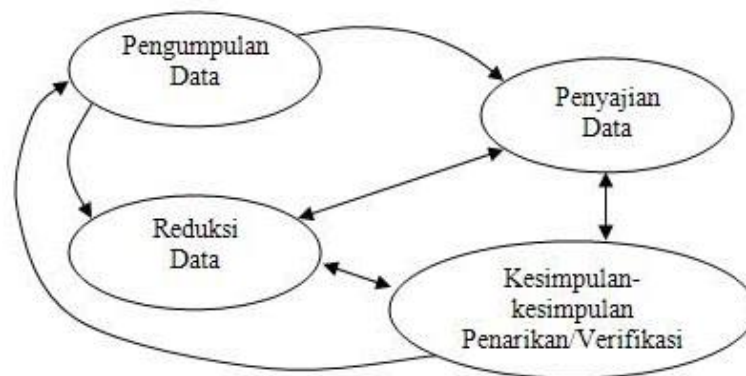 Pengumpulan
Data
Penyajian
Data
Reduksi
Data
Kesimpulan-
kesimpulan
Penarikan/Verifikasi